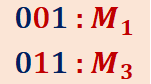 001 : M₁
011 : M₃